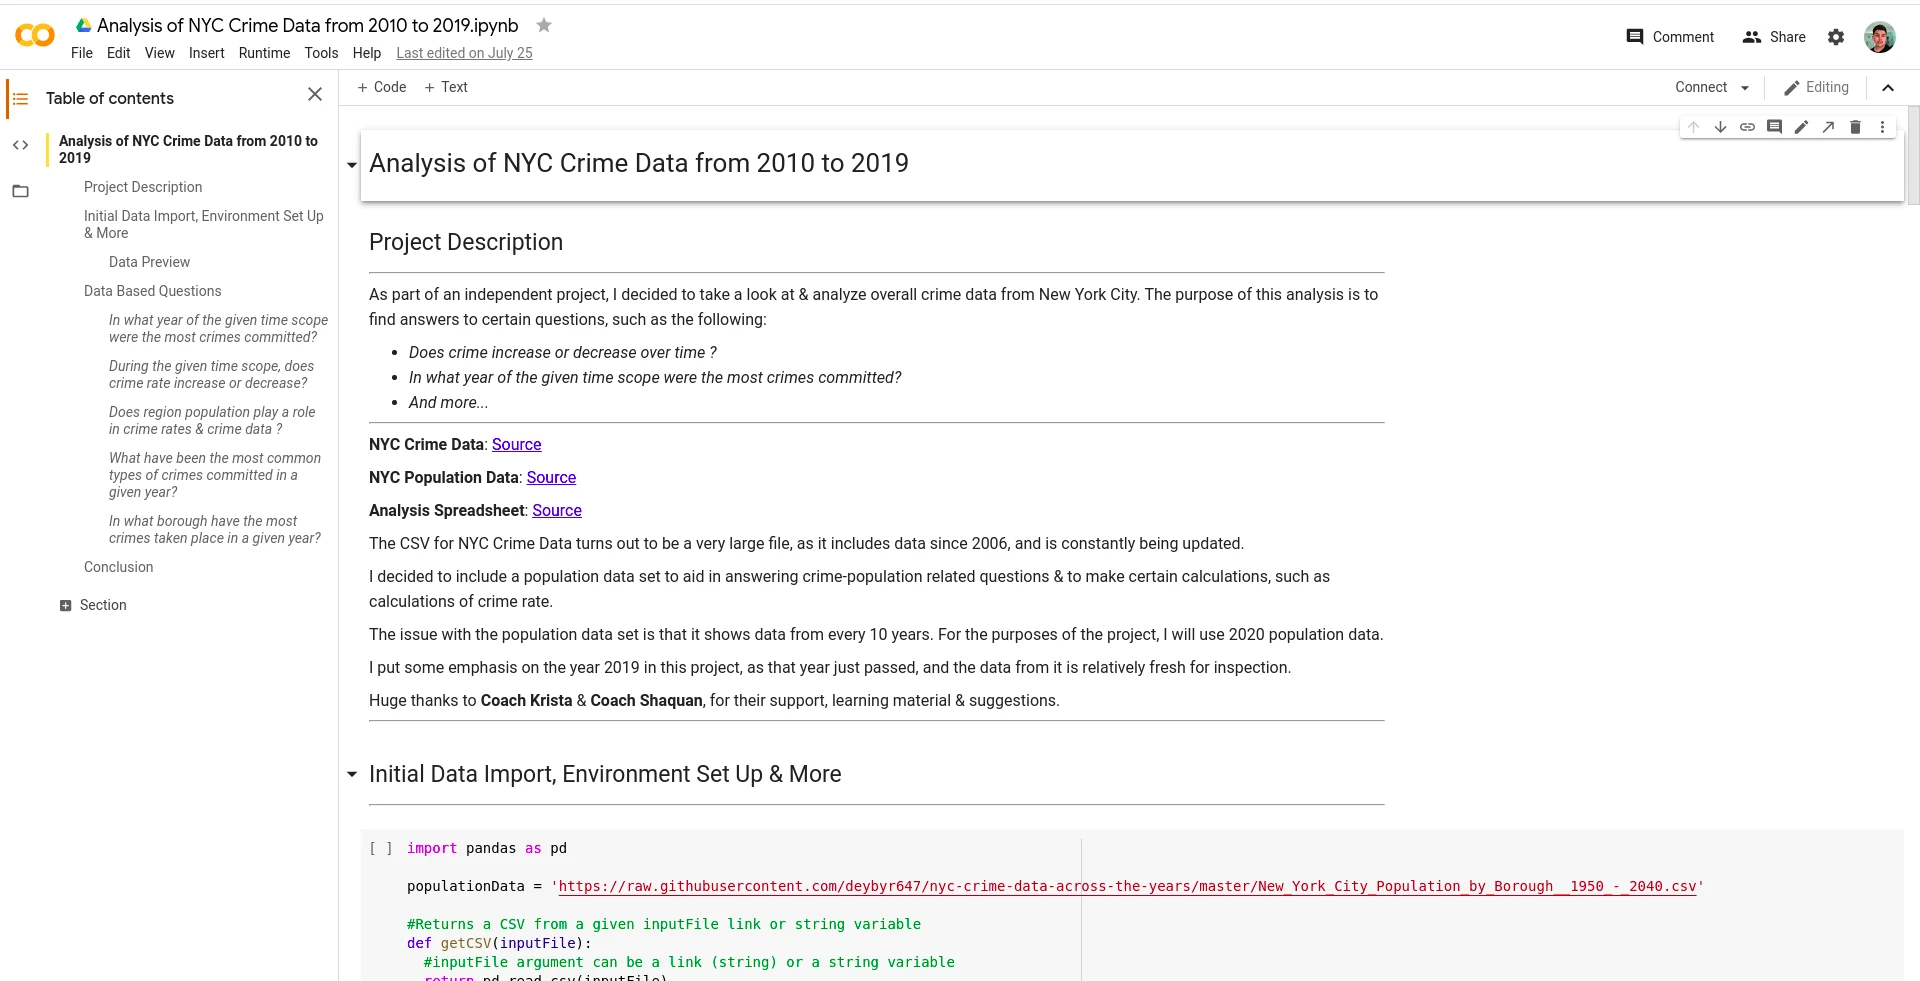 Analysis of NYC Crime Data from 2010 to 2019.ipynb
File Edit View Insert Runtime Tools Help Last edited on July 25
Comment Share
Table of contents
Analysis of NYC Crime Data from 2010 to
2019
Project Description
Initial Data Import, Environment Set Up
& More
Data Preview
Data Based Questions
In what year of the given time scope
were the most crimes committed?
During the given time scope, does
crime rate increase or decrease?
Does region population play a role
in crime rates & crime data ?
What have been the most common
types of crimes committed in a
given year?
In what borough have the most
crimes taken place in a given year?
Conclusion
Section
+ Code + Text
Connect Editing
Analysis of NYC Crime Data from 2010 to 2019
Project Description
As part of an independent project, I decided to take a look at & analyze overall crime data from New York City. The purpose of this analysis is to
find answers to certain questions, such as the following:
• Does crime increase or decrease over time ?
• In what year of the given time scope were the most crimes committed?
• And more...
NYC Crime Data: Source
NYC Population Data: Source
Analysis Spreadsheet: Source
The CSV for NYC Crime Data turns out to be a very large file, as it includes data since 2006, and is constantly being updated.
I decided to include a population data set to aid in answering crime-population related questions & to make certain calculations, such as
calculations of crime rate.
The issue with the population data set is that it shows data from every 10 years. For the purposes of the project, I will use 2020 population data.
I put some emphasis on the year 2019 in this project, as that year just passed, and the data from it is relatively fresh for inspection.
Huge thanks to Coach Krista & Coach Shaquan, for their support, learning material & suggestions.
Initial Data Import, Environment Set Up & More
[ ] import pandas as pd
populationData = 'https://raw.githubusercontent.com/deybyr647/nyc-crime-data-across-the-years/master/New_York_City_Population_by_Borough__1950_-_2040.csv'
#Returns a CSV from a given inputFile link or string variable
def getCSV(inputFile):
#inputFile argument can be a link (string) or a string variable
return pd.read_csv(inputFile)